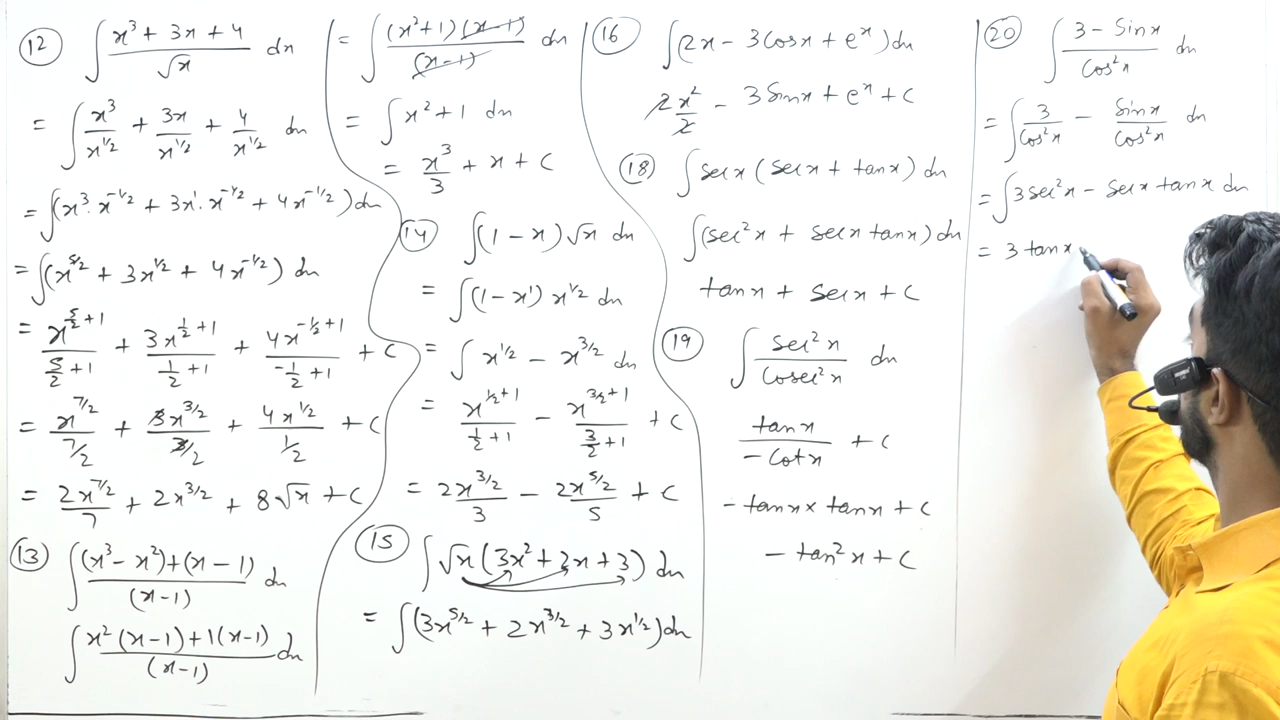 (12) ∫ (x³ + 3x + 4)/√x dx
= ∫ x³/x^(1/2) + 3x/x^(1/2) + 4/x^(1/2) dx
= ∫(x³·x^(-1/2) + 3x¹·x^(-1/2) + 4x^(-1/2)) dx
= ∫(x^(5/2) + 3x^(1/2) + 4x^(-1/2)) dx
= x^(5/2+1)/(5/2+1) + 3x^(1/2+1)/(1/2+1) + 4x^(-1/2+1)/(-1/2+1) + C
= x^(7/2)/(7/2) + 3x^(3/2)/(3/2) + 4x^(1/2)/(1/2) + C
= 2x^(7/2)/7 + 2x^(3/2) + 8√x + C
(13) ∫ ((x³ - x²) + (x - 1))/(x-1) dx
∫ (x²(x-1) + 1(x-1))/(x-1) dx
= ∫ (x²+1)(x-1)/(x-1) dx
= ∫ x² + 1 dx
= x³/3 + x + C
(14) ∫(1 - x)√x dx
= ∫(1 - x¹) x^(1/2) dx
= ∫ x^(1/2) - x^(3/2) dx
= x^(1/2+1)/(1/2+1) - x^(3/2+1)/(3/2+1) + C
= 2x^(3/2)/3 - 2x^(5/2)/5 + C
(15) ∫√x (3x² + 2x + 3) dx
= ∫(3x^(5/2) + 2x^(3/2) + 3x^(1/2)) dx
(16) ∫(2x - 3cosx + e^x) dx
2x²/2 - 3sinx + e^x + C
(18) ∫secx (secx + tanx) dx
∫(sec²x + secx tanx) dx
tanx + secx + C
(19) ∫ sec²x/cosec²x dx
tanx/-cotx + C
- tanx × tanx + C
- tan²x + C
(20) ∫ (3 - Sinx)/cos²x dx
= ∫ 3/cos²x - sinx/cos²x dx
= ∫3sec²x - secx tanx dx
= 3 tanx